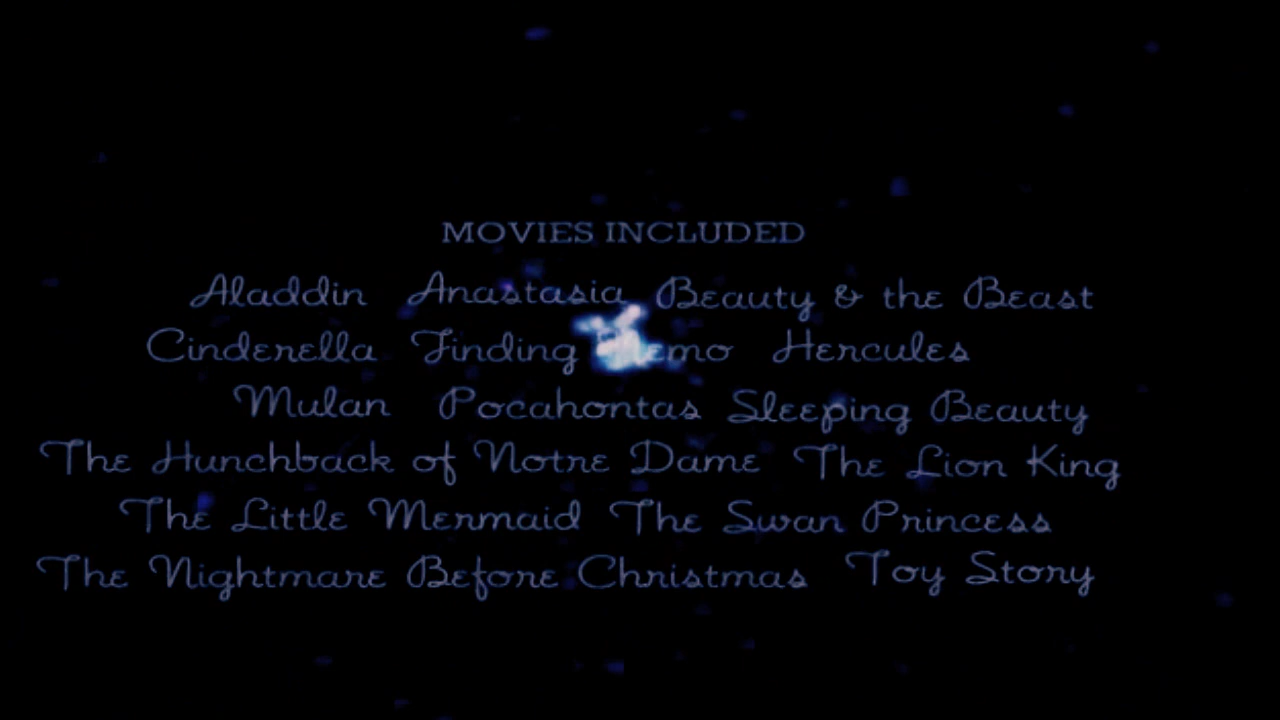 MOVIES INCLUDED
Aladdin Anastasia Beauty & the Beast
Cinderella Finding Nemo Hercules
Mulan Pocahontas Sleeping Beauty
The Hunchback of Notre Dame The Lion King
The Little Mermaid The Swan Princess
The Nightmare Before Christmas Toy Story